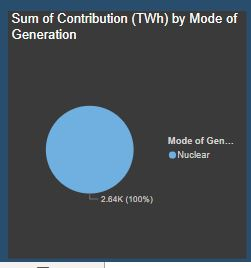 Sum of Contribution (TWh) by Mode of
Generation
Mode of Gen...
Nuclear
2.64K (100%)